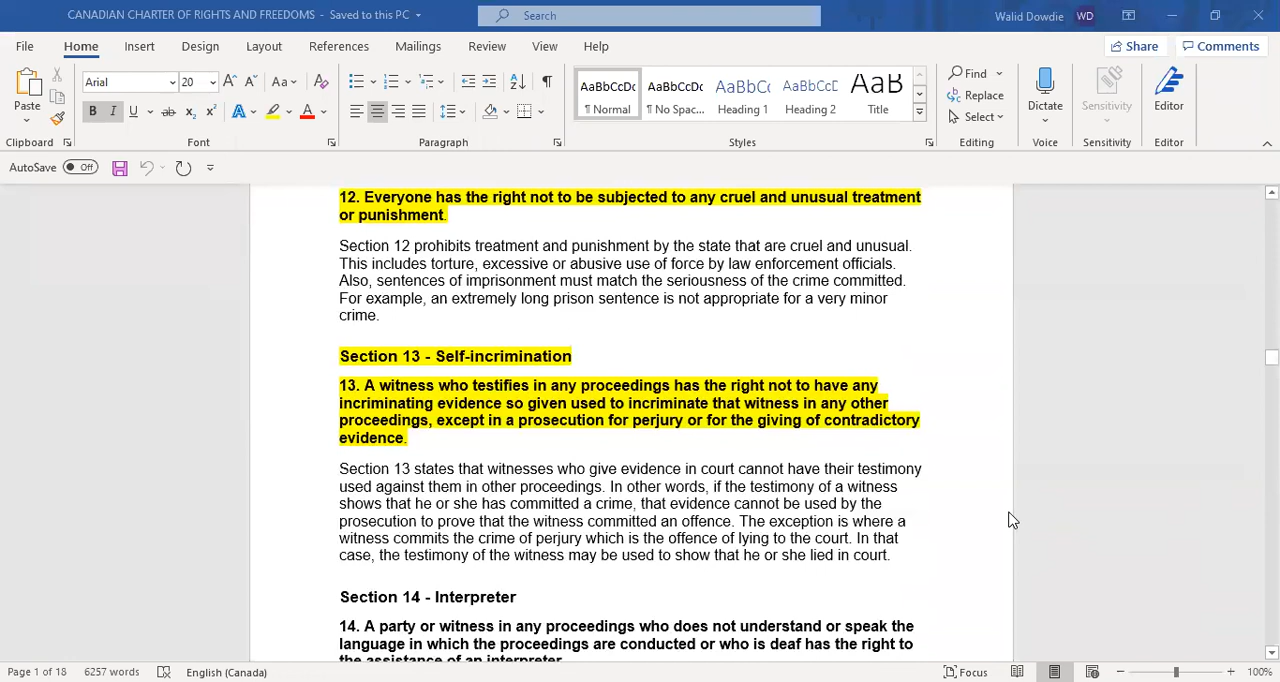 CANADIAN CHARTER OF RIGHTS AND FREEDOMS - Saved to this PC
Search
Walid Dowdie WD
File Home Insert Design Layout References Mailings Review View Help Share Comments
Paste
Clipboard
Arial 20 A A Aa A
B I U ab x₂ x² A A
Font
Paragraph
AaBbCcDc AaBbCcDc AaBbCc AaBbCcD AaB
¶ Normal ¶ No Spac... Heading 1 Heading 2 Title
Styles
Find
Replace
Select
Editing
Dictate
Voice
Sensitivity
Sensitivity
Editor
Editor
AutoSave Off
12. Everyone has the right not to be subjected to any cruel and unusual treatment
or punishment.
Section 12 prohibits treatment and punishment by the state that are cruel and unusual.
This includes torture, excessive or abusive use of force by law enforcement officials.
Also, sentences of imprisonment must match the seriousness of the crime committed.
For example, an extremely long prison sentence is not appropriate for a very minor
crime.
Section 13 - Self-incrimination
13. A witness who testifies in any proceedings has the right not to have any
incriminating evidence so given used to incriminate that witness in any other
proceedings, except in a prosecution for perjury or for the giving of contradictory
evidence.
Section 13 states that witnesses who give evidence in court cannot have their testimony
used against them in other proceedings. In other words, if the testimony of a witness
shows that he or she has committed a crime, that evidence cannot be used by the
prosecution to prove that the witness committed an offence. The exception is where a
witness commits the crime of perjury which is the offence of lying to the court. In that
case, the testimony of the witness may be used to show that he or she lied in court.
Section 14 - Interpreter
14. A party or witness in any proceedings who does not understand or speak the
language in which the proceedings are conducted or who is deaf has the right to
the assistance of an interpreter.
Page 1 of 18 6257 words English (Canada) Focus 100%